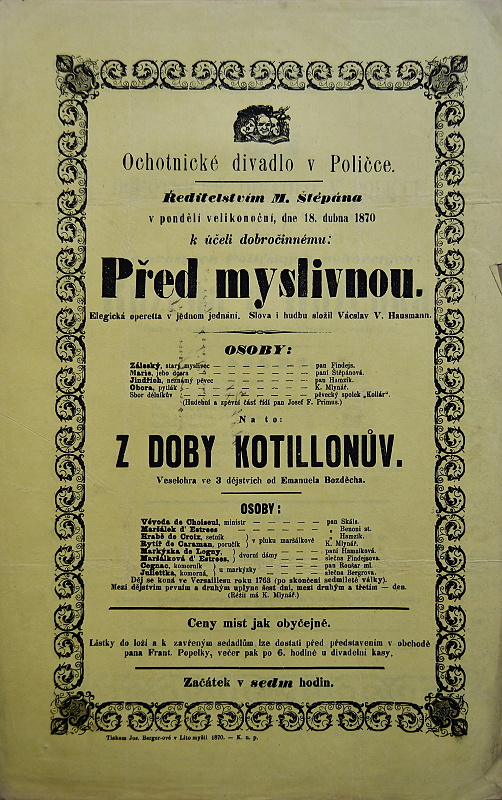 Ochotnické divadlo v Poličce.
Ředitelstvím M. Štěpána
v pondělí velikonoční, dne 18. dubna 1870
k účeli dobročinnému:
Před myslivnou.
Elegická operetta v jednom jednání. Slova i hudbu složil Vácslav V. Hausmann.
OSOBY:
Záleský, starý myslivec — — — — — — — pan Findejs.
Marie, jeho dcera — — — — — — — paní Štěpánova.
Jindřich, neznámý pěvec — — — — — — — pan Hamzík.
Obora, pytlák — — — — — — — K. Mlynář.
Sbor dělníků — — — — — — — pěvecký spolek „Kollár“.
(Hudební a zpěvní část řídí pan Josef F. Primus.)
Na to:
Z DOBY KOTILLONŮV.
Veselohra ve 3 dějstvích od Emanuela Bozděcha.
OSOBY:
Vévoda de Choiseul, ministr — — — — — pan Skála.
Maršálek d' Estrees — — — — — „ Benoni st.
Hrabě de Croix, setník } v pluku maršálkově „ Hamzík.
Rytíř de Caraman, poručík } K. Mlynář.
Markýzka de Logny, } dvorní dámy — — — paní Hamzíková.
Maršálková d' Estrees, } slečna Findejsova.
Cognac, komorník } u markýzky — — — pan Košťar ml.
Juliettka, komorná, } slečna Bergrova.
Děj se koná ve Versaillesu roku 1763 (po skončení sedmileté války).
Mezi dějstvím prvním a druhým uplyne šest dní, mezi druhým a třetím — den.
(Režii má K. Mlynář.)
Ceny míst jak obyčejně.
Lístky do loží a k zavřeným sedadlům lze dostati před představením v obchodě
pana Frant. Popelky, večer pak po 6. hodině u divadelní kasy.
Začátek v sedm hodin.
Tiskem Jos. Berger-ové v Litomyšli 1870. — K. n. p.